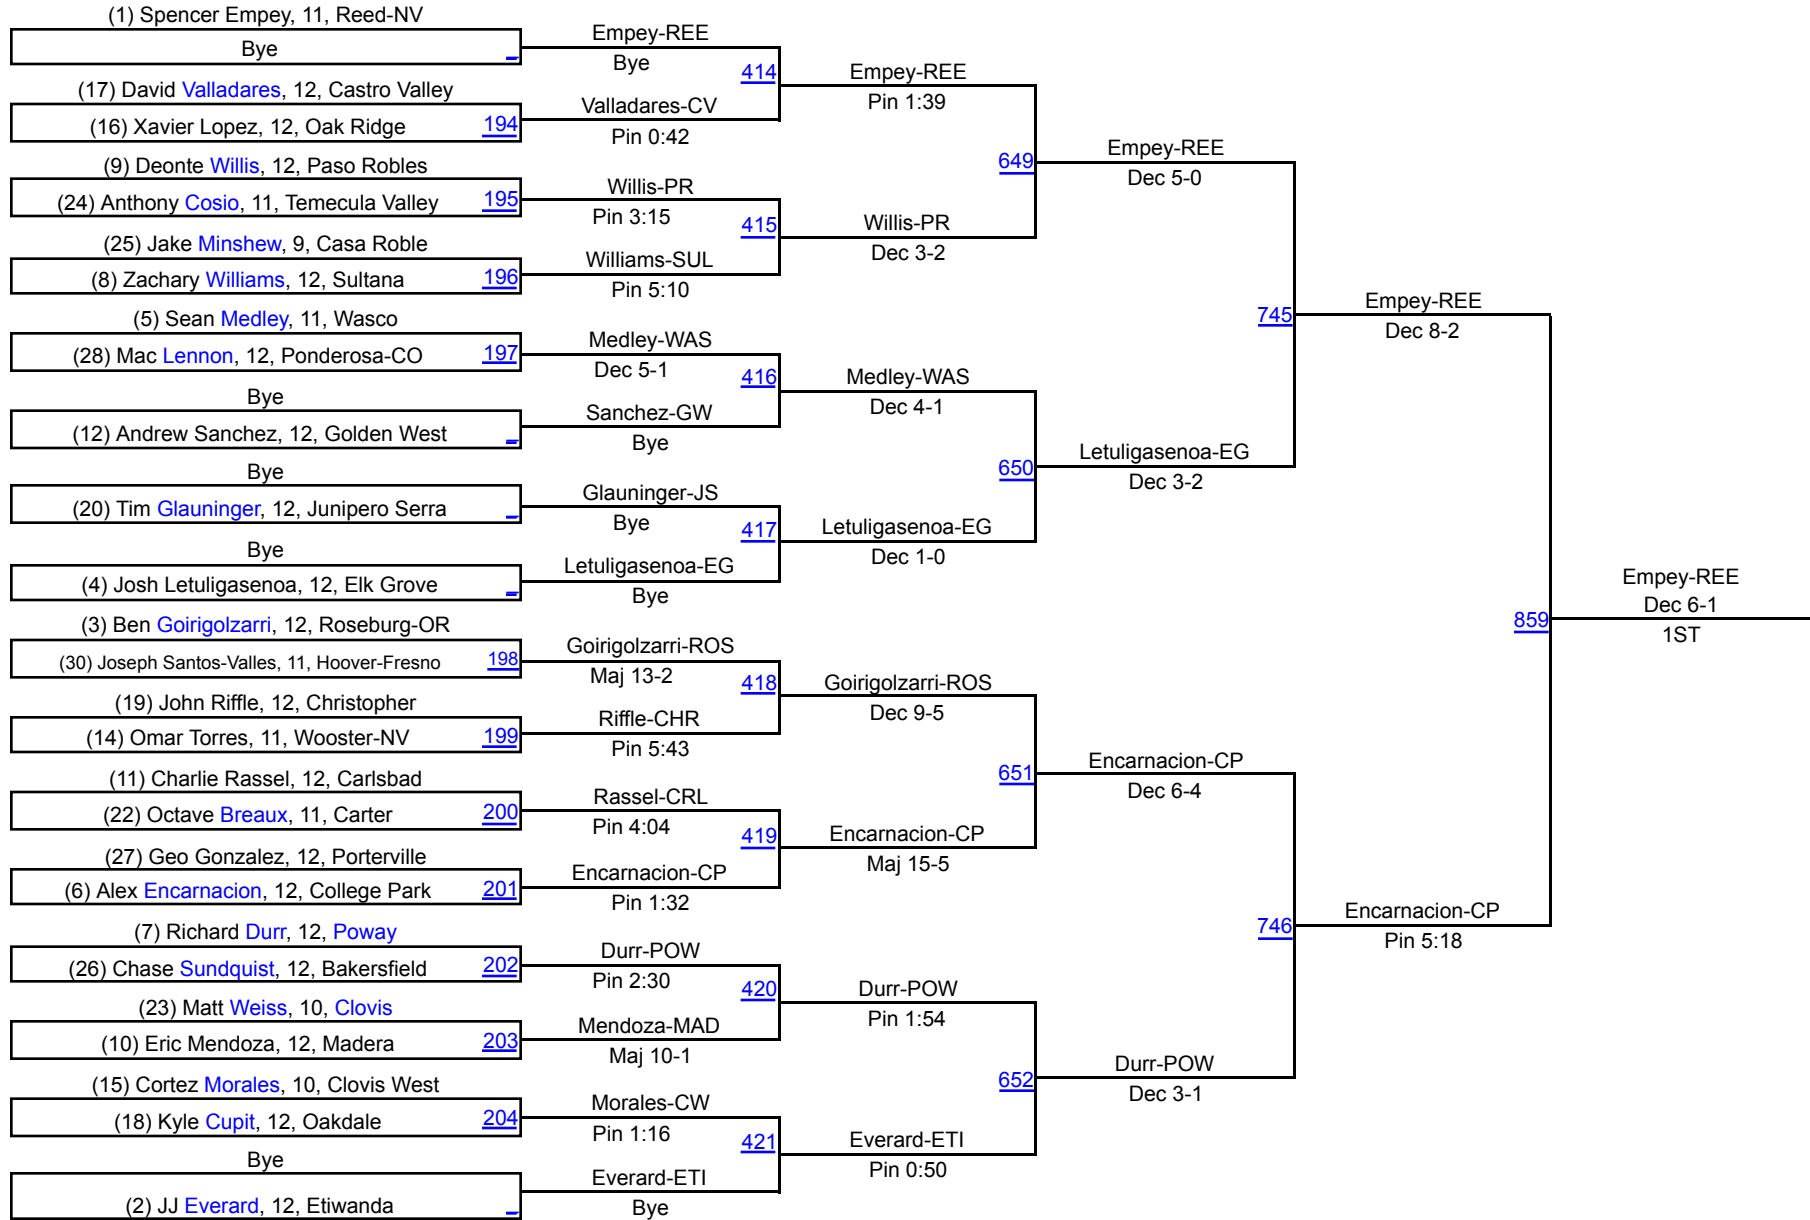 (1) Spencer Empey, 11, Reed-NV
Bye
(17) David Valladares, 12, Castro Valley
(16) Xavier Lopez, 12, Oak Ridge 194
(9) Deonte Willis, 12, Paso Robles
(24) Anthony Cosio, 11, Temecula Valley 195
(25) Jake Minshew, 9, Casa Roble
(8) Zachary Williams, 12, Sultana 196
(5) Sean Medley, 11, Wasco
(28) Mac Lennon, 12, Ponderosa-CO 197
Bye
(12) Andrew Sanchez, 12, Golden West
Bye
(20) Tim Glauninger, 12, Junipero Serra
Bye
(4) Josh Letuligasenoa, 12, Elk Grove
(3) Ben Goirigolzarri, 12, Roseburg-OR
(30) Joseph Santos-Valles, 11, Hoover-Fresno 198
(19) John Riffle, 12, Christopher
(14) Omar Torres, 11, Wooster-NV 199
(11) Charlie Rassel, 12, Carlsbad
(22) Octave Breaux, 11, Carter 200
(27) Geo Gonzalez, 12, Porterville
(6) Alex Encarnacion, 12, College Park 201
(7) Richard Durr, 12, Poway
(26) Chase Sundquist, 12, Bakersfield 202
(23) Matt Weiss, 10, Clovis
(10) Eric Mendoza, 12, Madera 203
(15) Cortez Morales, 10, Clovis West
(18) Kyle Cupit, 12, Oakdale 204
Bye
(2) JJ Everard, 12, Etiwanda
Empey-REE
Bye
414
Valladares-CV
Pin 0:42
Willis-PR
Pin 3:15
415
Williams-SUL
Pin 5:10
Medley-WAS
Dec 5-1
416
Sanchez-GW
Bye
Glauninger-JS
Bye
417
Letuligasenoa-EG
Bye
Goirigolzarri-ROS
Maj 13-2
418
Riffle-CHR
Pin 5:43
Rassel-CRL
Pin 4:04
419
Encarnacion-CP
Pin 1:32
Durr-POW
Pin 2:30
420
Mendoza-MAD
Maj 10-1
Morales-CW
Pin 1:16
421
Everard-ETI
Bye
Empey-REE
Pin 1:39
649
Willis-PR
Dec 3-2
Medley-WAS
Dec 4-1
650
Letuligasenoa-EG
Dec 1-0
Goirigolzarri-ROS
Dec 9-5
651
Encarnacion-CP
Maj 15-5
Durr-POW
Pin 1:54
652
Everard-ETI
Pin 0:50
Empey-REE
Dec 5-0
745
Letuligasenoa-EG
Dec 3-2
Encarnacion-CP
Dec 6-4
746
Durr-POW
Dec 3-1
Empey-REE
Dec 8-2
859
Encarnacion-CP
Pin 5:18
Empey-REE
Dec 6-1
1ST